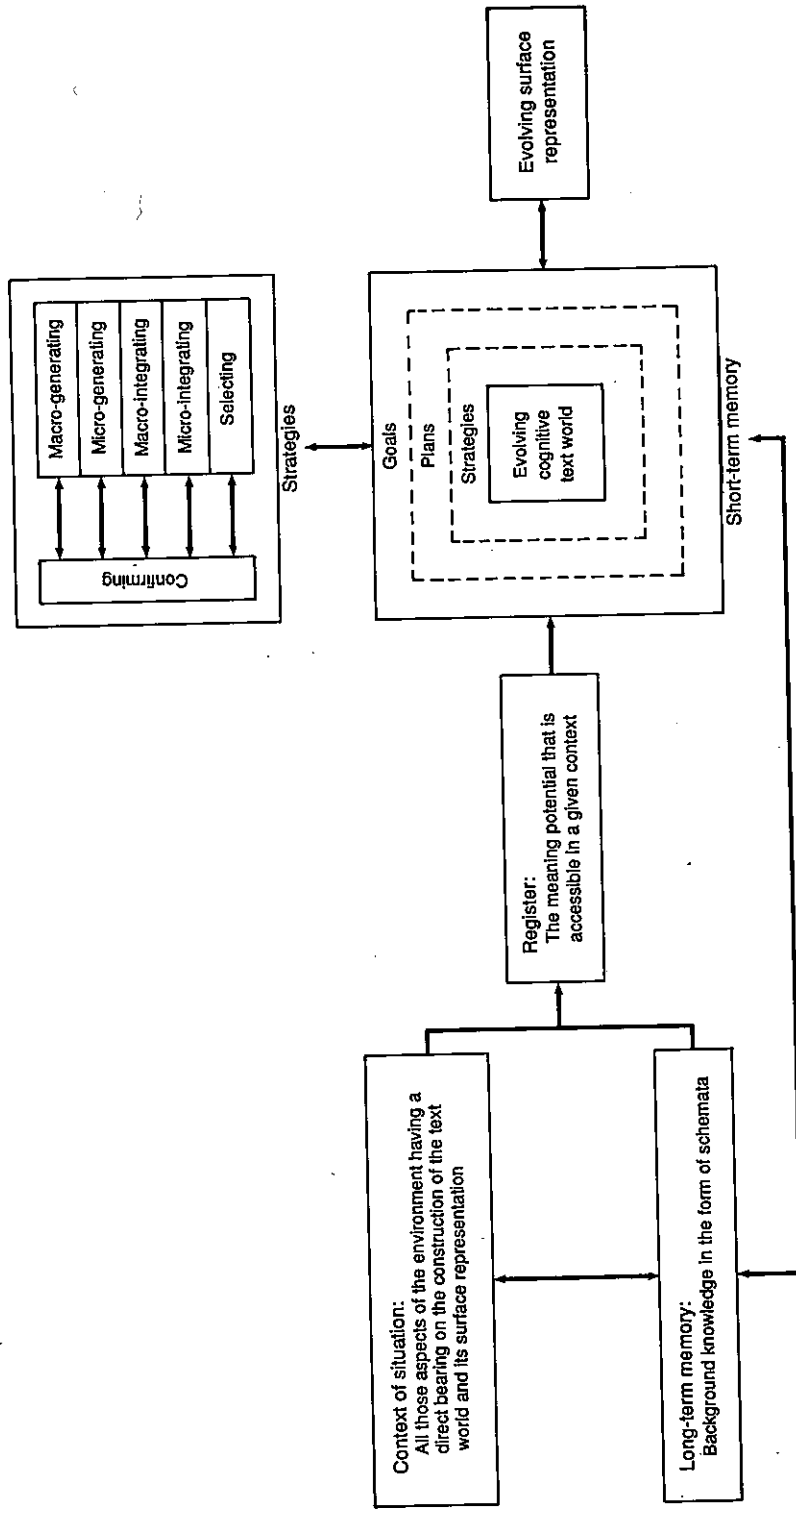 Context of situation:
All those aspects of the environment having a
direct bearing on the construction of the text
world and its surface representation
Long-term memory:
Background knowledge in the form of schemata
Register:
The meaning potential that is
accessible in a given context
Confirming
Macro-generating
Micro-generating
Macro-integrating
Micro-integrating
Selecting
Strategies
Goals
Plans
Strategies
Evolving
cognitive
text world
Short-term memory
Evolving surface
representation